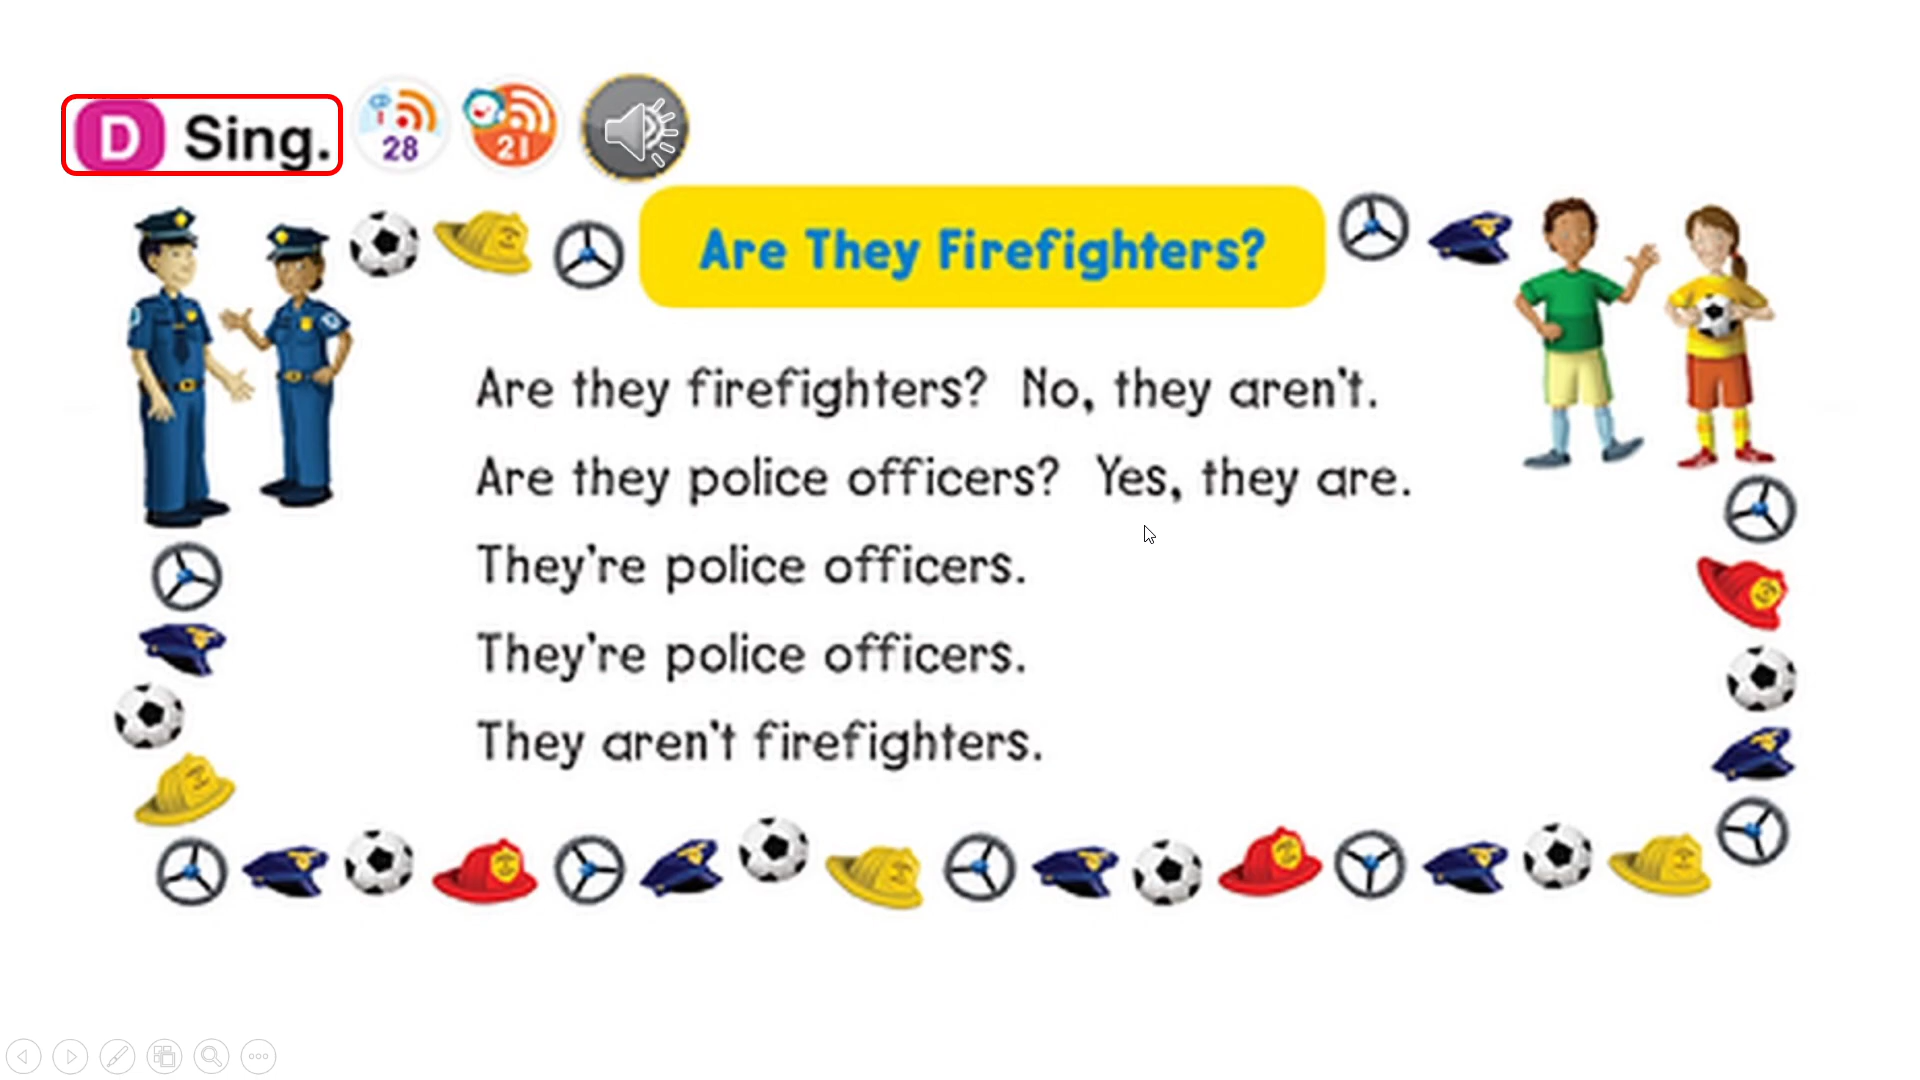 D Sing.
28
21
Are They Firefighters?
Are they firefighters? No, they aren't.
Are they police officers? Yes, they are.
They're police officers.
They're police officers.
They aren't firefighters.